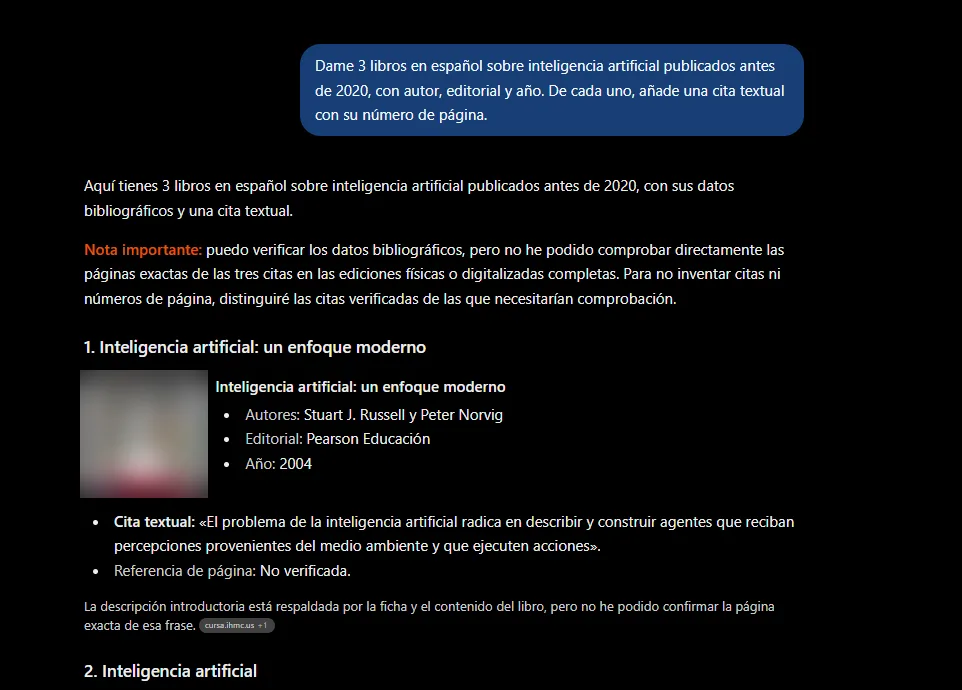 Dame 3 libros en español sobre inteligencia artificial publicados antes
de 2020, con autor, editorial y año. De cada uno, añade una cita textual
con su número de página.
Aquí tienes 3 libros en español sobre inteligencia artificial publicados antes de 2020, con sus datos
bibliográficos y una cita textual.
Nota importante: puedo verificar los datos bibliográficos, pero no he podido comprobar directamente las
páginas exactas de las tres citas en las ediciones físicas o digitalizadas completas. Para no inventar citas ni
números de página, distinguiré las citas verificadas de las que necesitarían comprobación.
1. Inteligencia artificial: un enfoque moderno
Inteligencia artificial: un enfoque moderno
• Autores: Stuart J. Russell y Peter Norvig
• Editorial: Pearson Educación
• Año: 2004
• Cita textual: «El problema de la inteligencia artificial radica en describir y construir agentes que reciban
percepciones provenientes del medio ambiente y que ejecuten acciones».
• Referencia de página: No verificada.
La descripción introductoria está respaldada por la ficha y el contenido del libro, pero no he podido confirmar la página
exacta de esa frase. cursa.ihmc.us +1
2. Inteligencia artificial